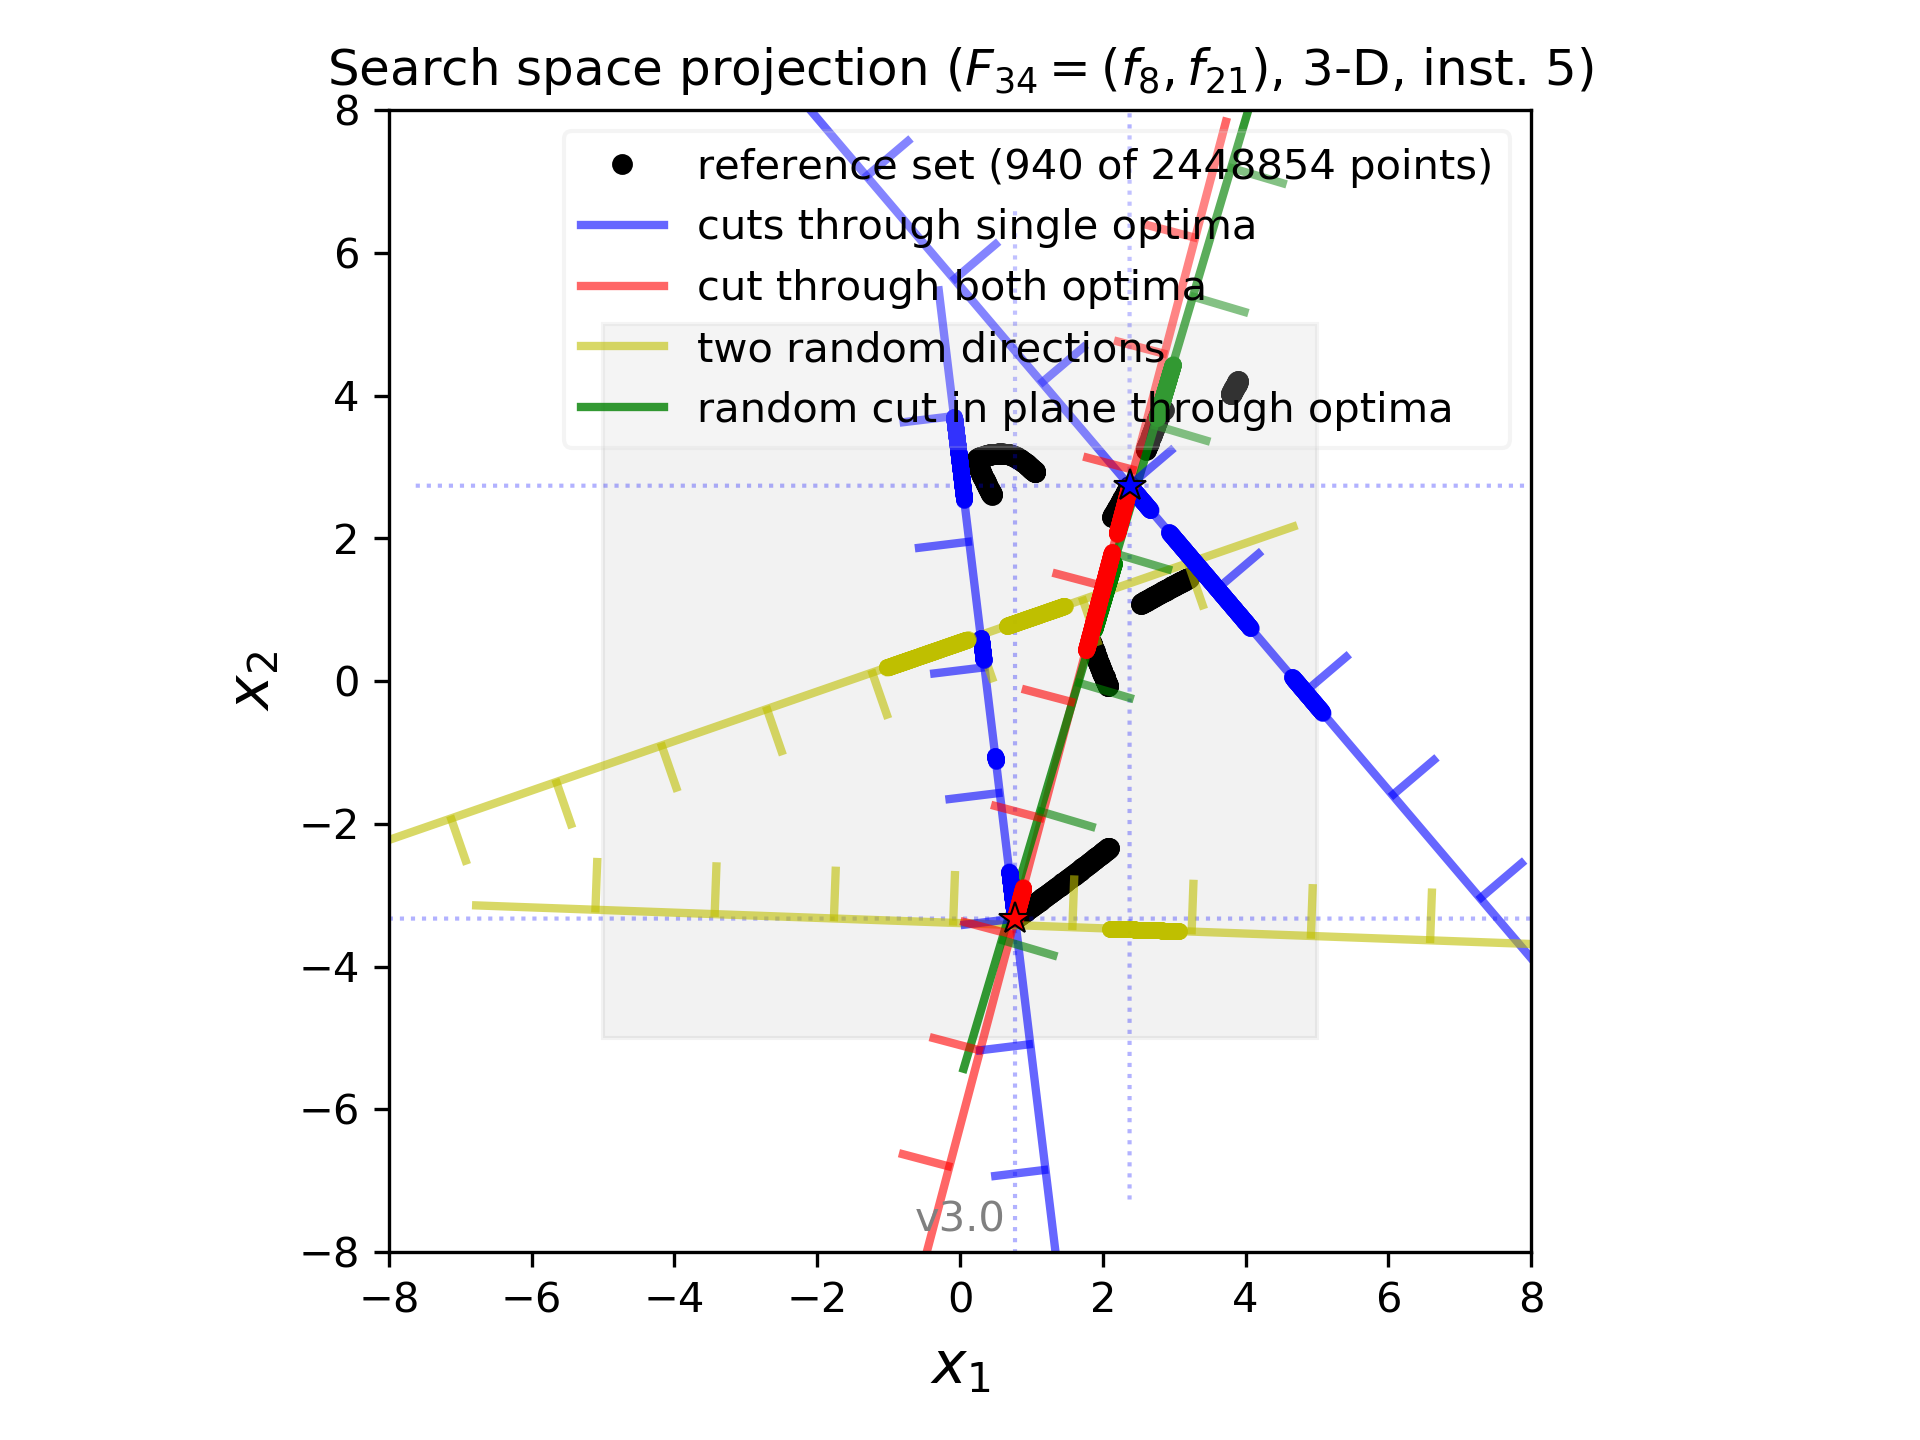 Search space projection (F34 = (f8, f21), 3-D, inst. 5)
reference set (940 of 2448854 points)
cuts through single optima
cut through both optima
two random directions
random cut in plane through optima
8
6
4
2
0
−2
−4
−6
−8
x2
v3.0
−8 −6 −4 −2 0 2 4 6 8
x1